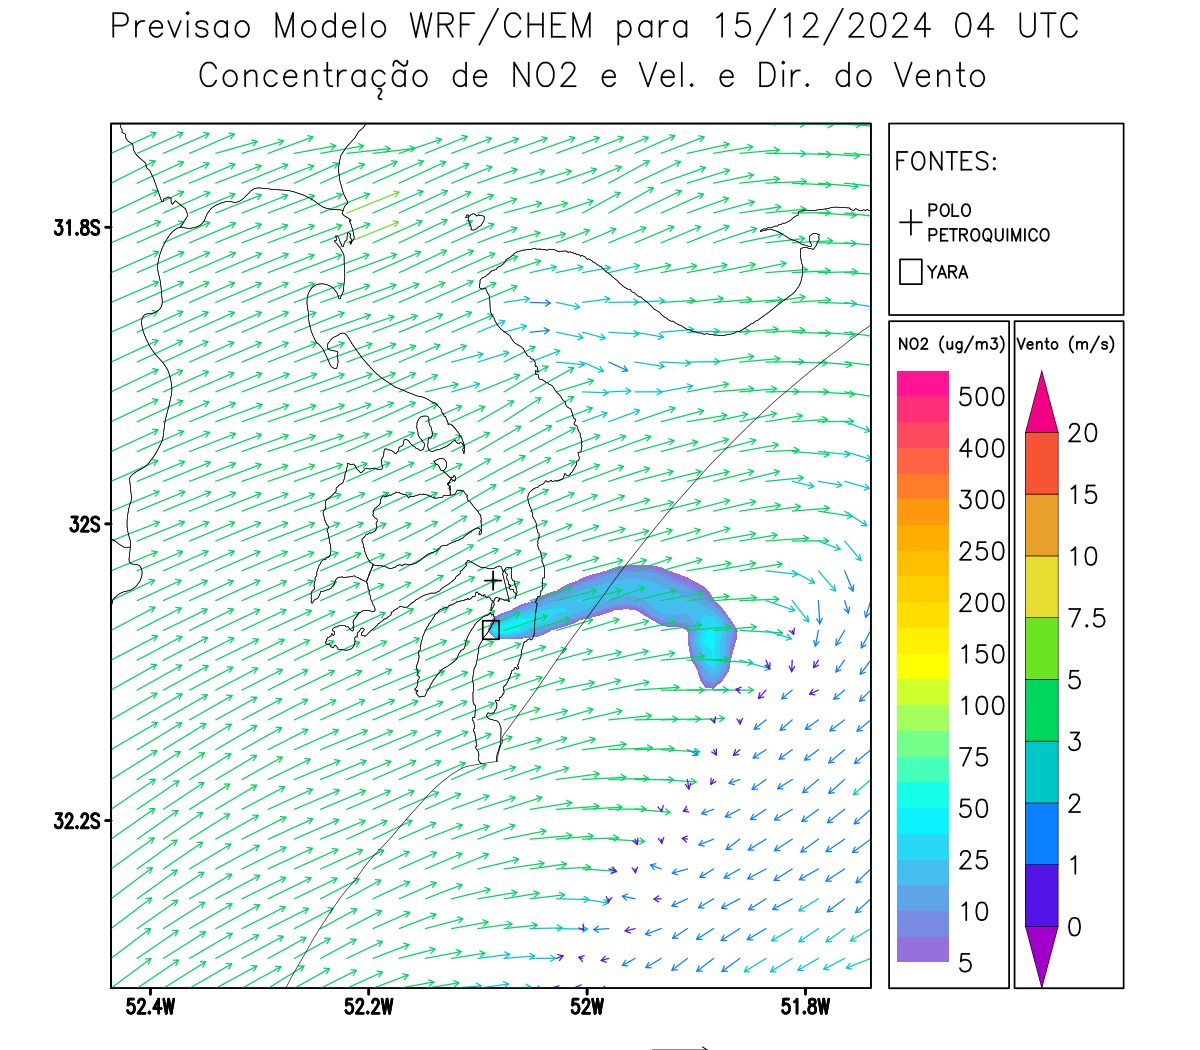 Previsao Modelo WRF/CHEM para 15/12/2024 04 UTC
Concentração de NO2 e Vel. e Dir. do Vento
FONTES:
POLO
PETROQUIMICO
YARA
NO2 (ug/m3)
500
400
300
250
200
150
100
75
50
25
10
5
Vento (m/s)
20
15
10
7.5
5
3
2
1
0
31.8S
32S
32.2S
52.4W 52.2W 52W 51.8W